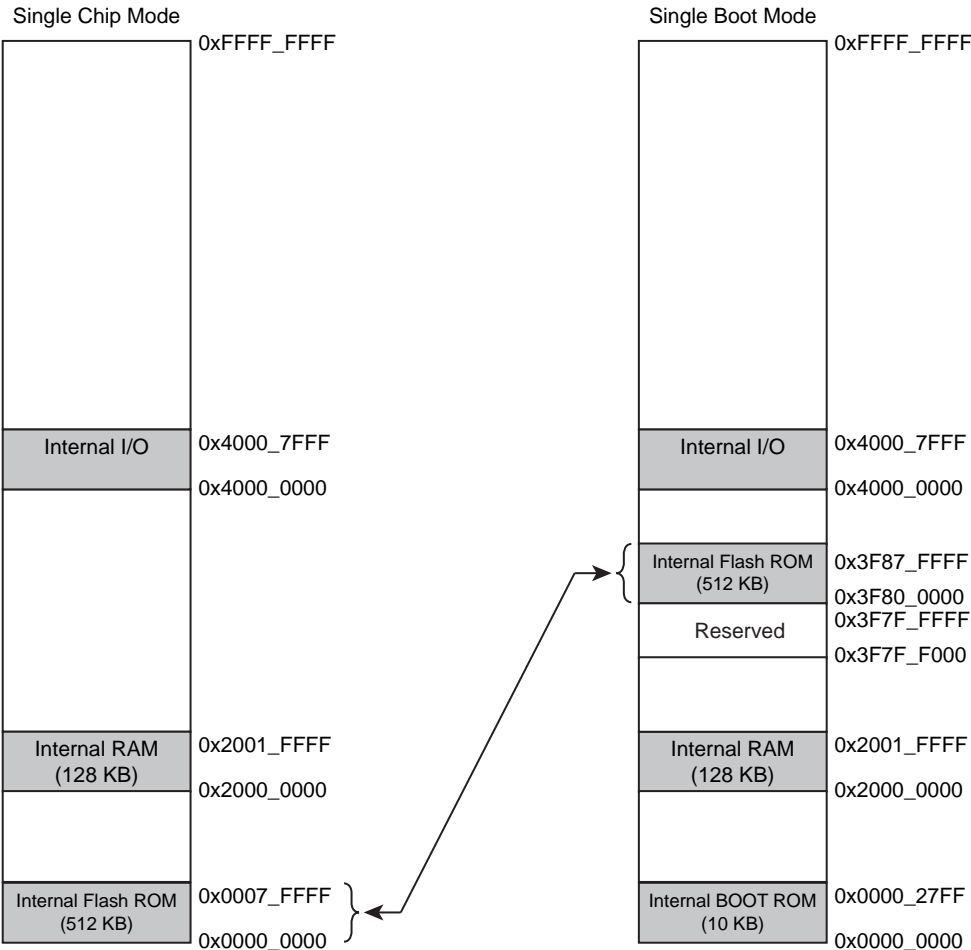 Single Chip Mode
0xFFFF_FFFF
Internal I/O
0x4000_7FFF
0x4000_0000
Internal RAM
(128 KB)
0x2001_FFFF
0x2000_0000
Internal Flash ROM
(512 KB)
0x0007_FFFF
0x0000_0000
Single Boot Mode
0xFFFF_FFFF
Internal I/O
0x4000_7FFF
0x4000_0000
Internal Flash ROM
(512 KB)
0x3F87_FFFF
0x3F80_0000
0x3F7F_FFFF
Reserved
0x3F7F_F000
Internal RAM
(128 KB)
0x2001_FFFF
0x2000_0000
Internal BOOT ROM
(10 KB)
0x0000_27FF
0x0000_0000